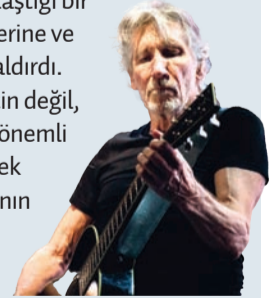 laştığı bir
erine ve
aldırdı.
in değil,
önemli
ek
nın